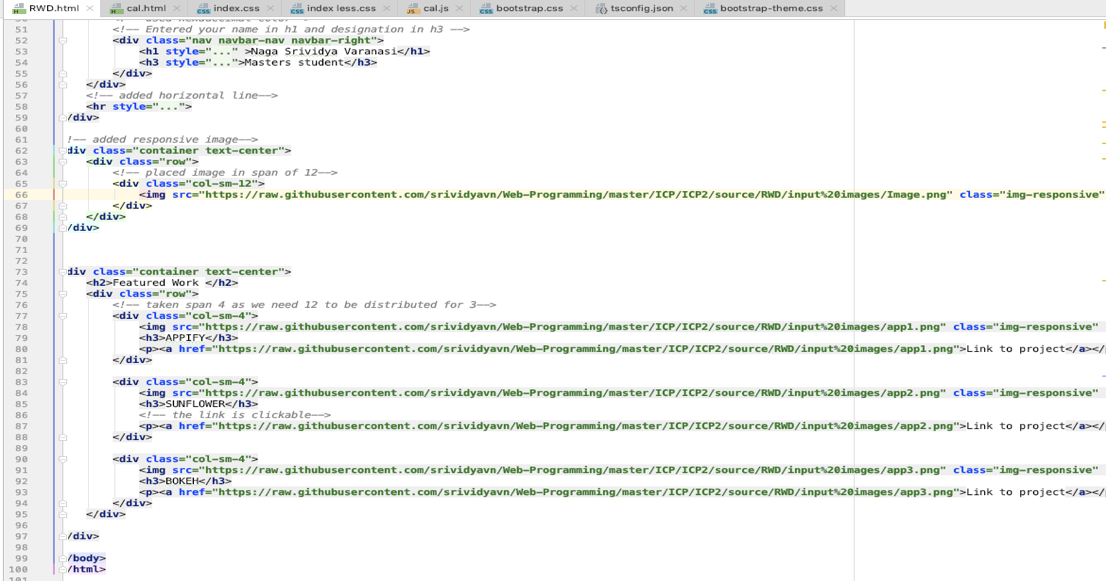 RWD.html × cal.html × index.css × index less.css × cal.js × bootstrap.css × tsconfig.json × bootstrap-theme.css ×
51 <!-- Entered your name in h1 and designation in h3 -->
52 <div class="nav navbar-nav navbar-right">
53 <h1 style="..." >Naga Srividya Varanasi</h1>
54 <h3 style="...">Masters student</h3>
55 </div>
56 </div>
57 <!-- added horizontal line-->
58 <hr style="...">
59 /div>
60
61 !-- added responsive image-->
62 div class="container text-center">
63 <div class="row">
64 <!-- placed image in span of 12-->
65 <div class="col-sm-12">
66 <img src="https://raw.githubusercontent.com/srividyavn/Web-Programming/master/ICP/ICP2/source/RWD/input%20images/Image.png" class="img-responsive"
67 </div>
68 </div>
69 /div>
70
71
72
73 div class="container text-center">
74 <h2>Featured Work </h2>
75 <div class="row">
76 <!-- taken span 4 as we need 12 to be distributed for 3-->
77 <div class="col-sm-4">
78 <img src="https://raw.githubusercontent.com/srividyavn/Web-Programming/master/ICP/ICP2/source/RWD/input%20images/app1.png" class="img-responsive"
79 <h3>APPIFY</h3>
80 <p><a href="https://raw.githubusercontent.com/srividyavn/Web-Programming/master/ICP/ICP2/source/RWD/input%20images/app1.png">Link to project</a></
81 </div>
82
83 <div class="col-sm-4">
84 <img src="https://raw.githubusercontent.com/srividyavn/Web-Programming/master/ICP/ICP2/source/RWD/input%20images/app2.png" class="img-responsive"
85 <h3>SUNFLOWER</h3>
86 <!-- the link is clickable-->
87 <p><a href="https://raw.githubusercontent.com/srividyavn/Web-Programming/master/ICP/ICP2/source/RWD/input%20images/app2.png">Link to project</a></
88 </div>
89
90 <div class="col-sm-4">
91 <img src="https://raw.githubusercontent.com/srividyavn/Web-Programming/master/ICP/ICP2/source/RWD/input%20images/app3.png" class="img-responsive"
92 <h3>BOKEH</h3>
93 <p><a href="https://raw.githubusercontent.com/srividyavn/Web-Programming/master/ICP/ICP2/source/RWD/input%20images/app3.png">Link to project</a></
94 </div>
95 </div>
96
97 /div>
98
99 /body>
100 /html>